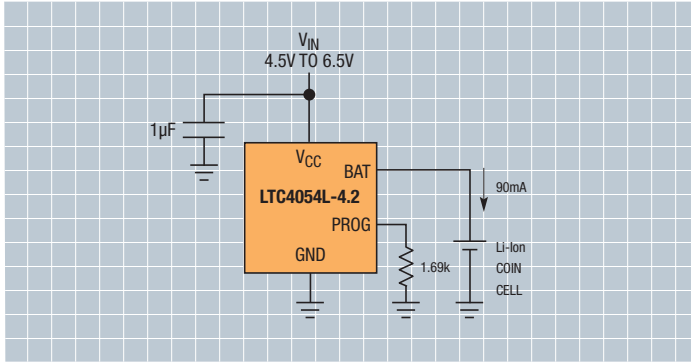 VIN
4.5V TO 6.5V
1µF
VCC
BAT
LTC4054L-4.2
90mA
PROG
GND
1.69k
Li-Ion
COIN
CELL